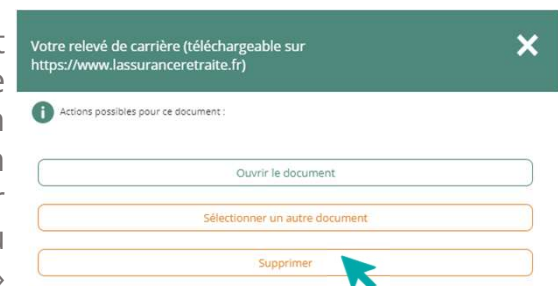 Votre relevé de carrière (téléchargeable sur
https://www.lassuranceretraite.fr)
Actions possibles pour ce document :
Ouvrir le document
Sélectionner un autre document
Supprimer